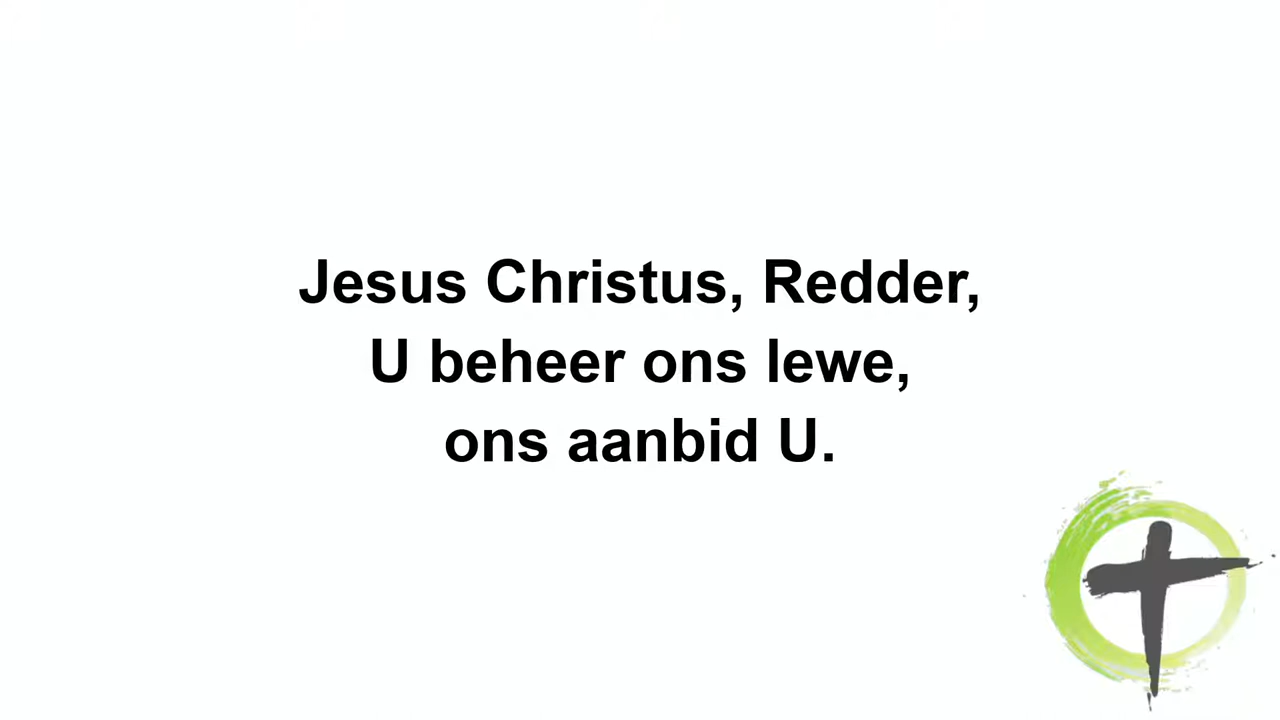 Jesus Christus, Redder,
U beheer ons lewe,
ons aanbid U.